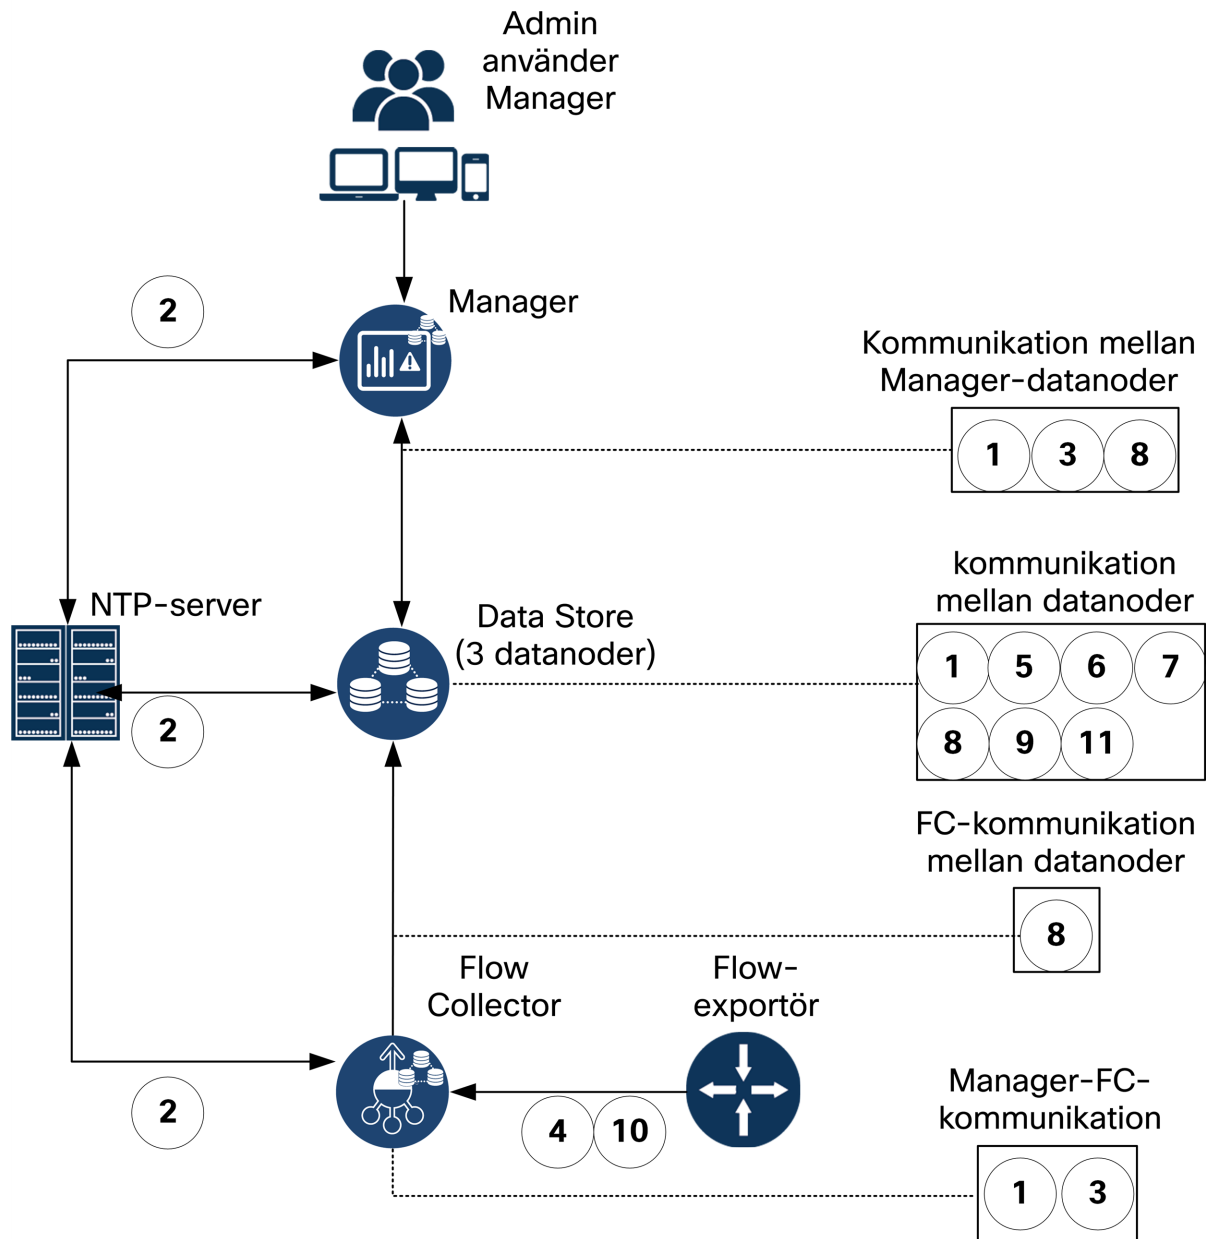 Admin
använder
Manager
2
Manager
Kommunikation mellan
Manager-datanoder
1 3 8
kommunikation
mellan datanoder
NTP-server
Data Store
(3 datanoder)
1 5 6 7
2
8 9 11
FC-kommunikation
mellan datanoder
8
Flow
Collector
Flow-
exportör
Manager-FC-
kommunikation
2
4 10
1 3